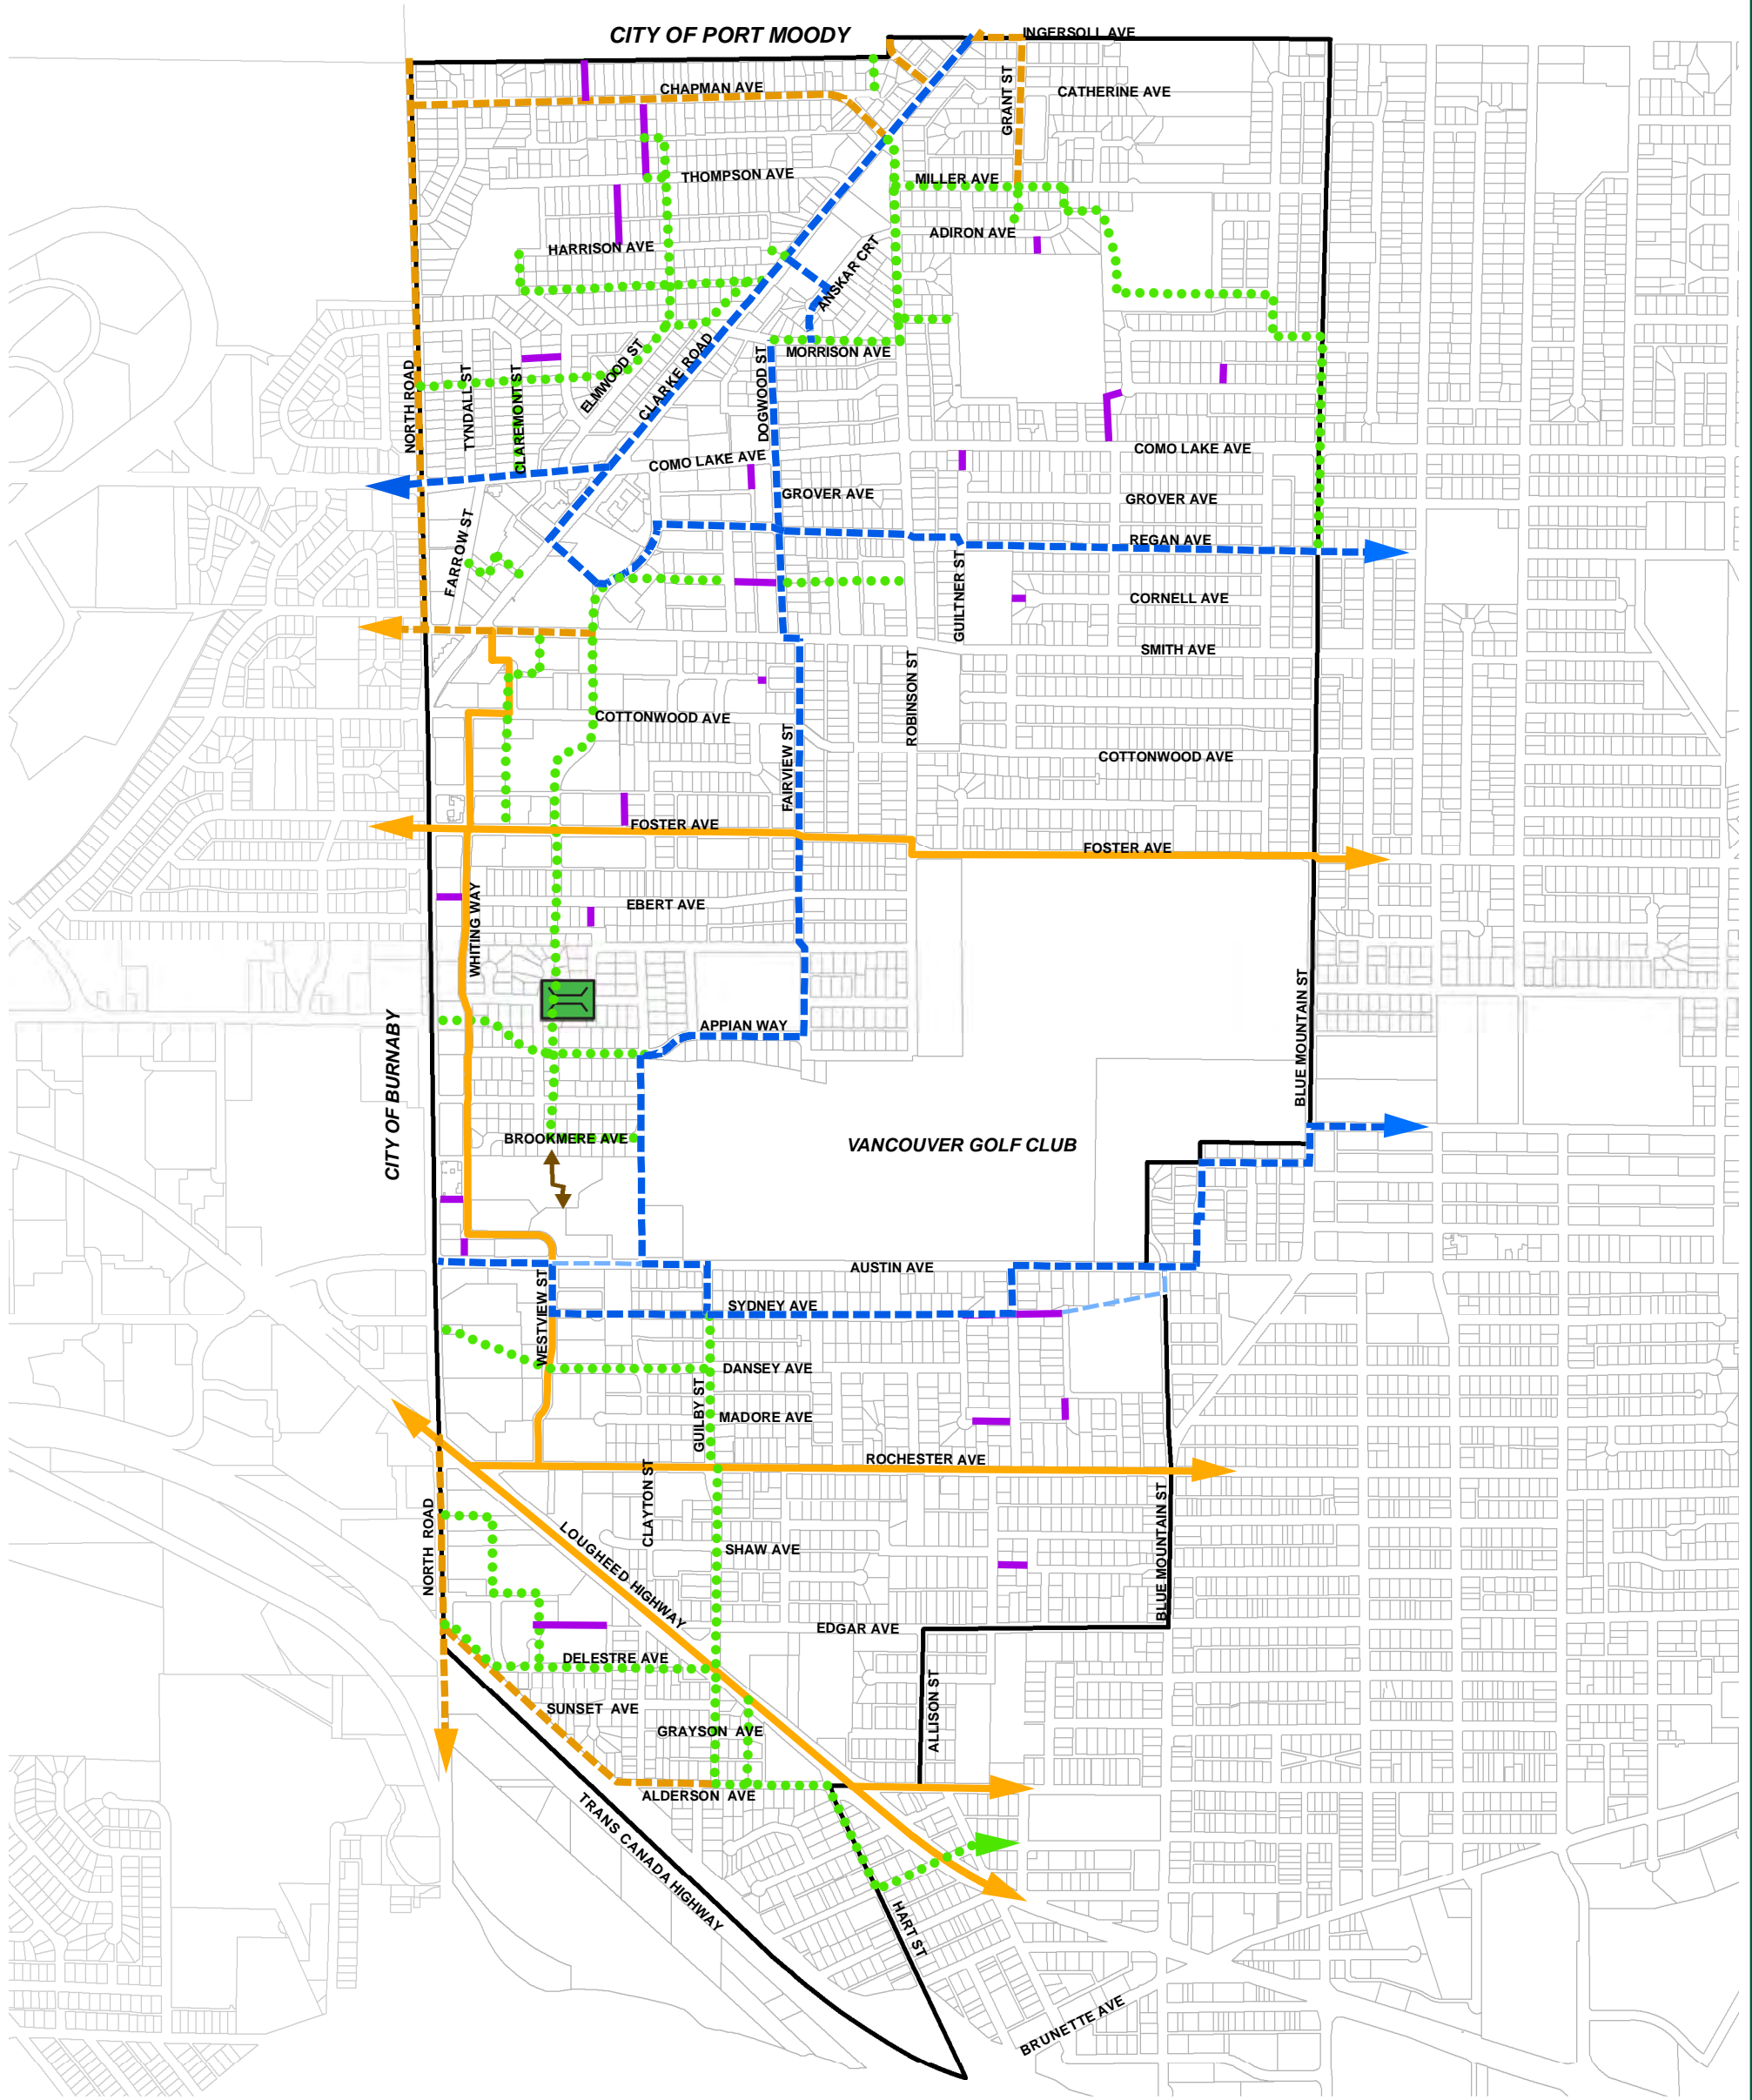 CITY OF PORT MOODY
INGERSOLL AVE
CHAPMAN AVE
CATHERINE AVE
GRANT ST
THOMPSON AVE
MILLER AVE
ADIRON AVE
HARRISON AVE
ANSKAR CRT
MORRISON AVE
NORTH ROAD
TYNDALL ST
CLAREMONT ST
ELMWOOD ST
CLARKE ROAD
DOGWOOD ST
COMO LAKE AVE
COMO LAKE AVE
GROVER AVE
GROVER AVE
FARROW ST
REGAN AVE
GUILTNER ST
CORNELL AVE
SMITH AVE
ROBINSON ST
COTTONWOOD AVE
FAIRVIEW ST
COTTONWOOD AVE
FOSTER AVE
FOSTER AVE
WHITING WAY
EBERT AVE
BLUE MOUNTAIN ST
CITY OF BURNABY
APPIAN WAY
BROOKMERE AVE
VANCOUVER GOLF CLUB
AUSTIN AVE
WESTVIEW ST
SYDNEY AVE
DANSEY AVE
GUILBY ST
MADORE AVE
ROCHESTER AVE
CLAYTON ST
NORTH ROAD
LOUGHEED HIGHWAY
SHAW AVE
BLUE MOUNTAIN ST
EDGAR AVE
DELESTRE AVE
ALLISON ST
SUNSET AVE
GRAYSON AVE
ALDERSON AVE
TRANS CANADA HIGHWAY
HART ST
BRUNETTE AVE